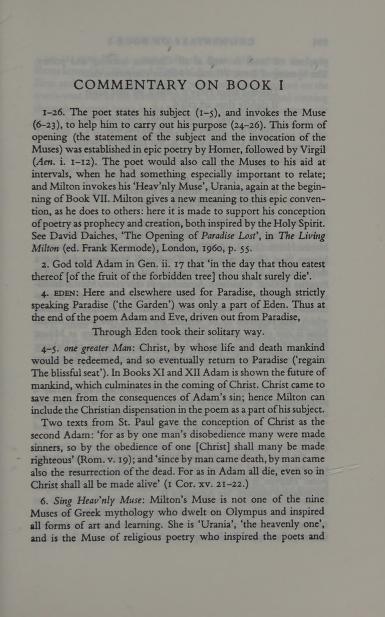 COMMENTARY ON BOOK I
1–26. The poet states his subject (1–5), and invokes the Muse
(6–23), to help him to carry out his purpose (24–26). This form of
opening (the statement of the subject and the invocation of the
Muses) was established in epic poetry by Homer, followed by Virgil
(Aen. i. 1–12). The poet would also call the Muses to his aid at
intervals, when he had something especially important to relate;
and Milton invokes his ‘Heav’nly Muse’, Urania, again at the begin-
ning of Book VII. Milton gives a new meaning to this epic conven-
tion, as he does to others: here it is made to support his conception
of poetry as prophecy and creation, both inspired by the Holy Spirit.
See David Daiches, ‘The Opening of Paradise Lost’, in The Living
Milton (ed. Frank Kermode), London, 1960, p. 55.
2. God told Adam in Gen. ii. 17 that ‘in the day that thou eatest
thereof [of the fruit of the forbidden tree] thou shalt surely die’.
4. EDEN: Here and elsewhere used for Paradise, though strictly
speaking Paradise (‘the Garden’) was only a part of Eden. Thus at
the end of the poem Adam and Eve, driven out from Paradise,
Through Eden took their solitary way.
4–5. one greater Man: Christ, by whose life and death mankind
would be redeemed, and so eventually return to Paradise (‘regain
The blissful seat’). In Books XI and XII Adam is shown the future of
mankind, which culminates in the coming of Christ. Christ came to
save men from the consequences of Adam’s sin; hence Milton can
include the Christian dispensation in the poem as a part of his subject.
Two texts from St. Paul gave the conception of Christ as the
second Adam: ‘for as by one man’s disobedience many were made
sinners, so by the obedience of one [Christ] shall many be made
righteous’ (Rom. v. 19); and ‘since by man came death, by man came
also the resurrection of the dead. For as in Adam all die, even so in
Christ shall all be made alive’ (1 Cor. xv. 21–22.)
6. Sing Heav’nly Muse: Milton’s Muse is not one of the nine
Muses of Greek mythology who dwelt on Olympus and inspired
all forms of art and learning. She is ‘Urania’, ‘the heavenly one’,
and is the Muse of religious poetry who inspired the poets and